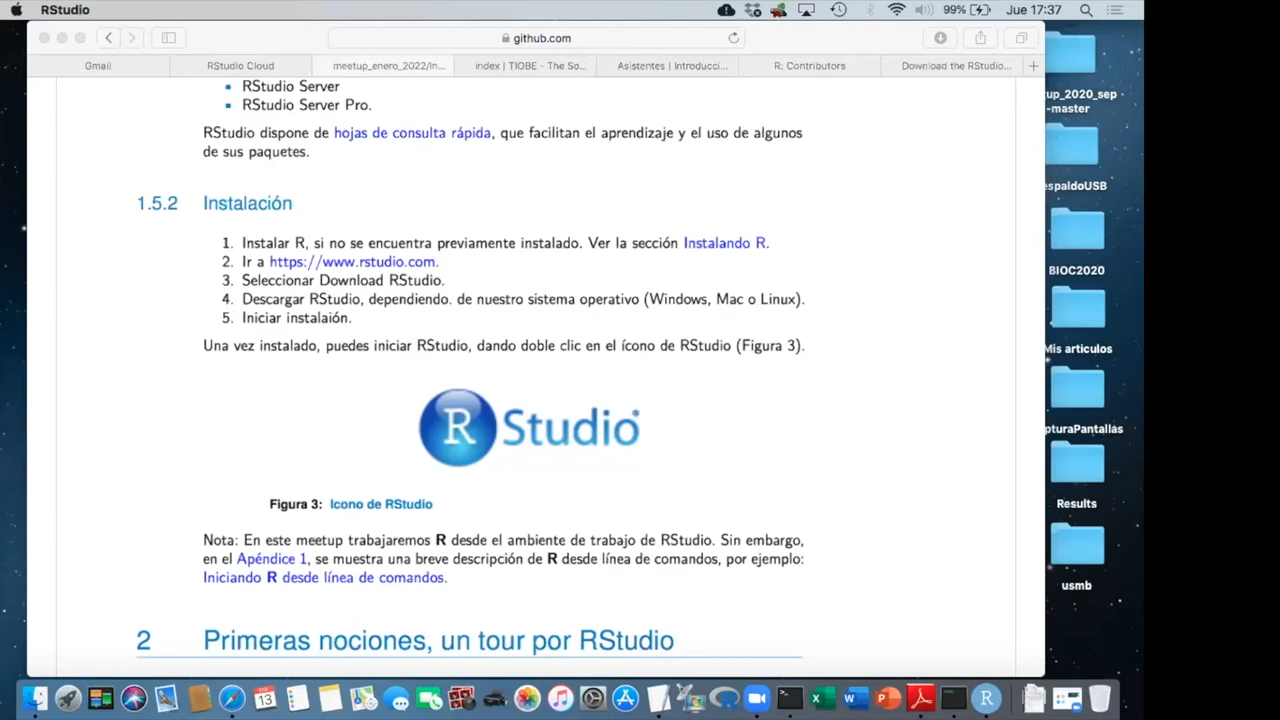 RStudio
99%
Jue 17:37
github.com
Gmail
RStudio Cloud
meetup_enero_2022/In...
index | TIOBE - The So...
Asistentes | Introducci...
R: Contributors
Download the RStudio...
RStudio Server
RStudio Server Pro.
RStudio dispone de hojas de consulta rápida, que facilitan el aprendizaje y el uso de algunos
de sus paquetes.
1.5.2 Instalación
1. Instalar R, si no se encuentra previamente instalado. Ver la sección Instalando R.
2. Ir a https://www.rstudio.com.
3. Seleccionar Download RStudio.
4. Descargar RStudio, dependiendo. de nuestro sistema operativo (Windows, Mac o Linux).
5. Iniciar instalaión.
Una vez instalado, puedes iniciar RStudio, dando doble clic en el ícono de RStudio (Figura 3).
R Studio
Figura 3: Icono de RStudio
Nota: En este meetup trabajaremos R desde el ambiente de trabajo de RStudio. Sin embargo,
en el Apéndice 1, se muestra una breve descripción de R desde línea de comandos, por ejemplo:
Iniciando R desde línea de comandos.
2 Primeras nociones, un tour por RStudio
up_2020_sep
-master
espaldoUSB
BIOC2020
Mis articulos
pturaPantallas
Results
usmb
13